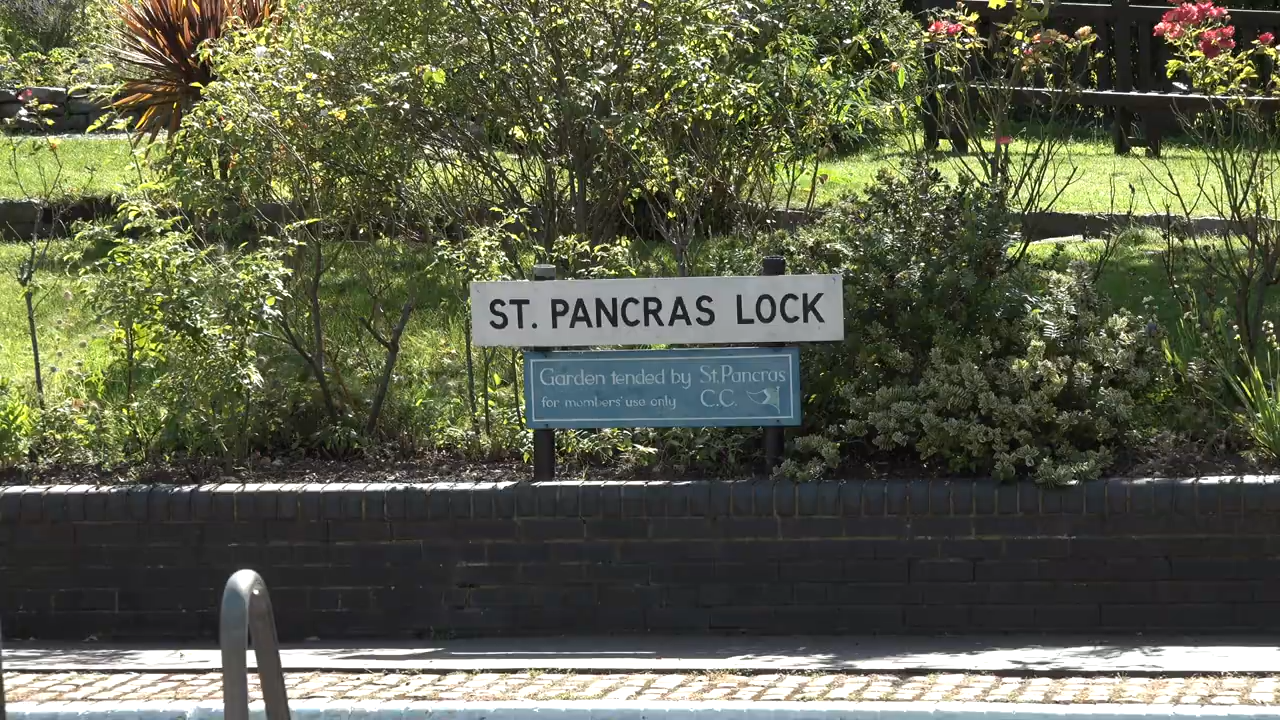 ST. PANCRAS LOCK
Garden tended by St. Pancras
for members' use only C.C.